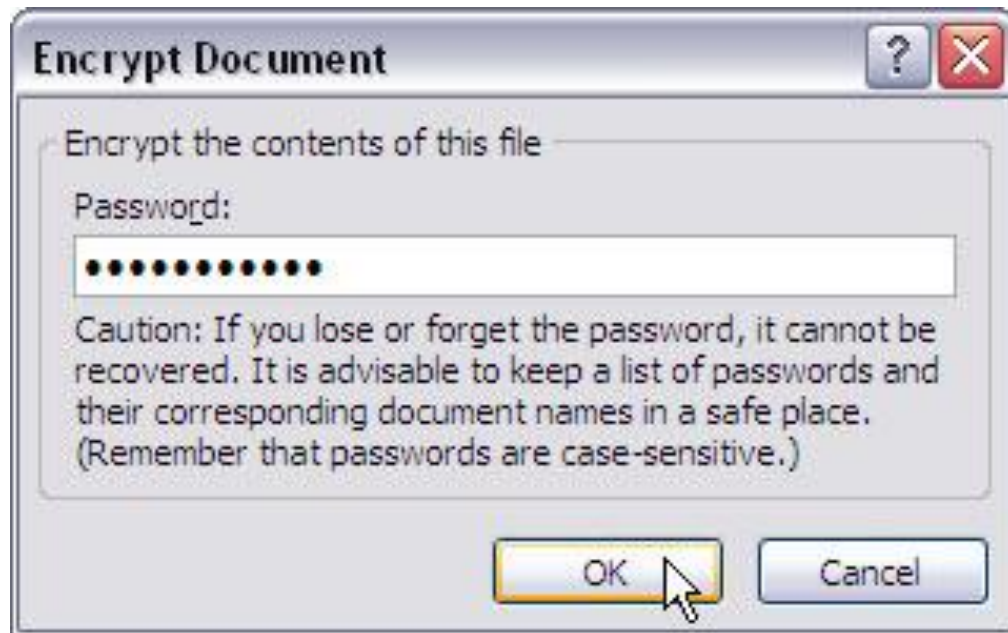 Encrypt Document
Encrypt the contents of this file
Password:
•••••••••••
Caution: If you lose or forget the password, it cannot be
recovered. It is advisable to keep a list of passwords and
their corresponding document names in a safe place.
(Remember that passwords are case-sensitive.)
OK
Cancel